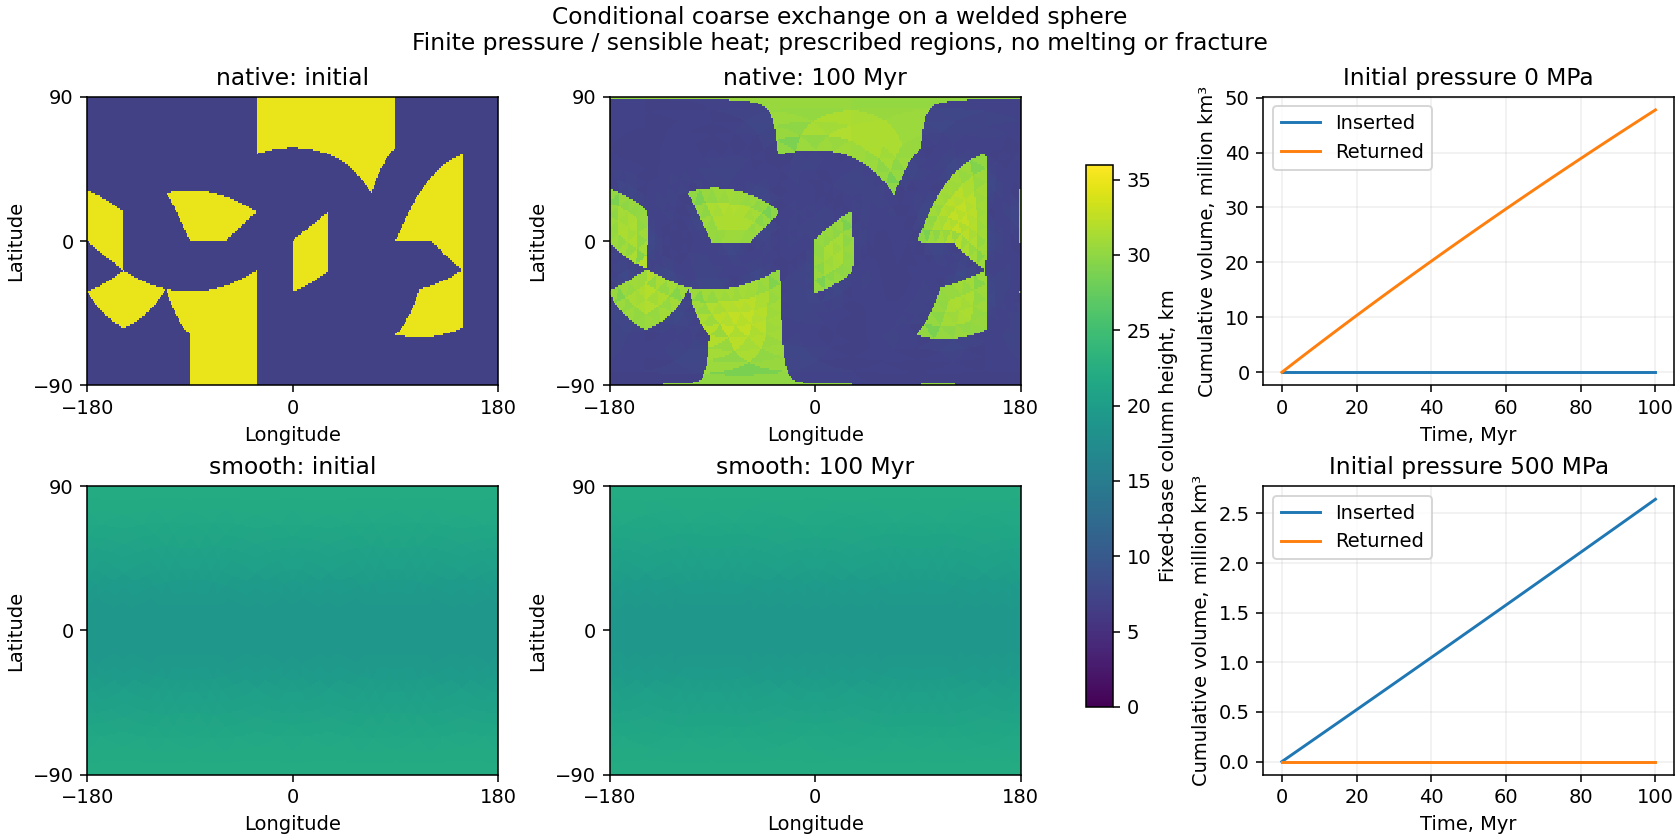 Conditional coarse exchange on a welded sphere
Finite pressure / sensible heat; prescribed regions, no melting or fracture
native: initial
90
0
−90
−180
0
180
Latitude
Longitude
native: 100 Myr
90
0
−90
−180
0
180
Latitude
Longitude
35
30
25
20
15
10
5
0
Fixed-base column height, km
Initial pressure 0 MPa
Inserted
Returned
50
40
30
20
10
0
0
20
40
60
80
100
Cumulative volume, million km³
Time, Myr
smooth: initial
90
0
−90
−180
0
180
Latitude
Longitude
smooth: 100 Myr
90
0
−90
−180
0
180
Latitude
Longitude
Initial pressure 500 MPa
Inserted
Returned
2.5
2.0
1.5
1.0
0.5
0.0
0
20
40
60
80
100
Cumulative volume, million km³
Time, Myr